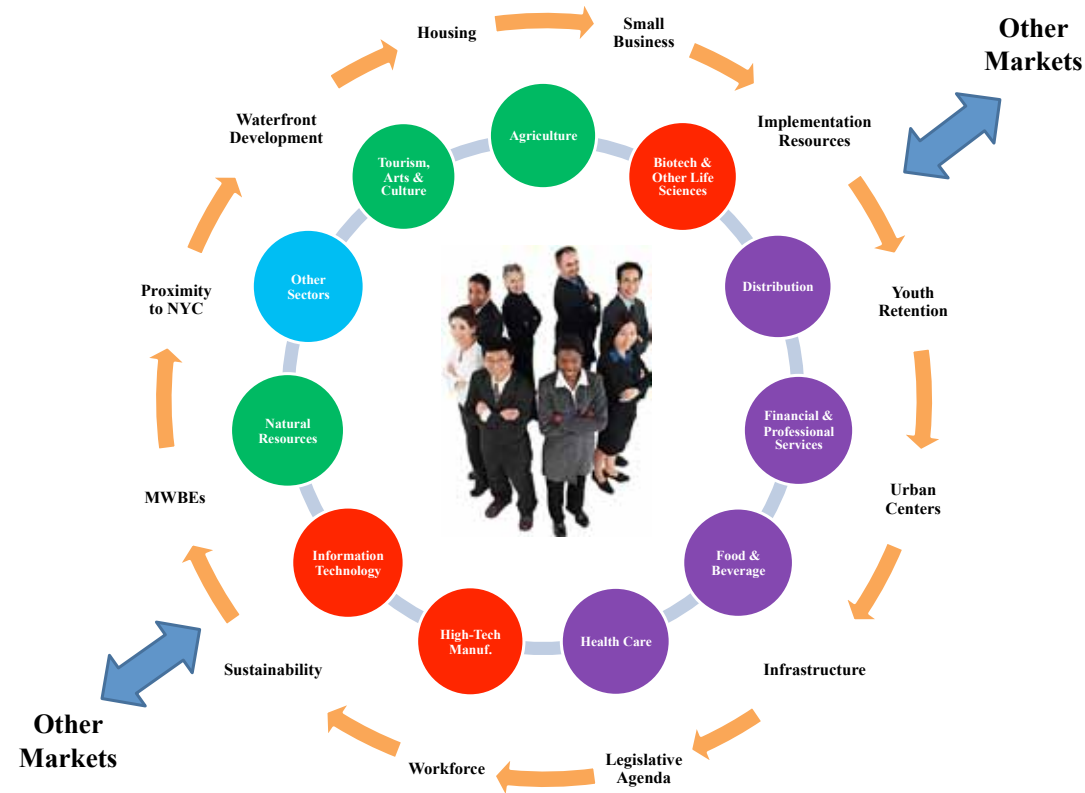 Other
Markets
Housing
Small
Business
Implementation
Resources
Youth
Retention
Urban
Centers
Infrastructure
Legislative
Agenda
Workforce
Sustainability
MWBEs
Proximity
to NYC
Waterfront
Development
Agriculture
Biotech &
Other Life
Sciences
Distribution
Financial &
Professional
Services
Food &
Beverage
Health Care
High-Tech
Manuf.
Information
Technology
Natural
Resources
Other
Sectors
Tourism,
Arts &
Culture
Other
Markets